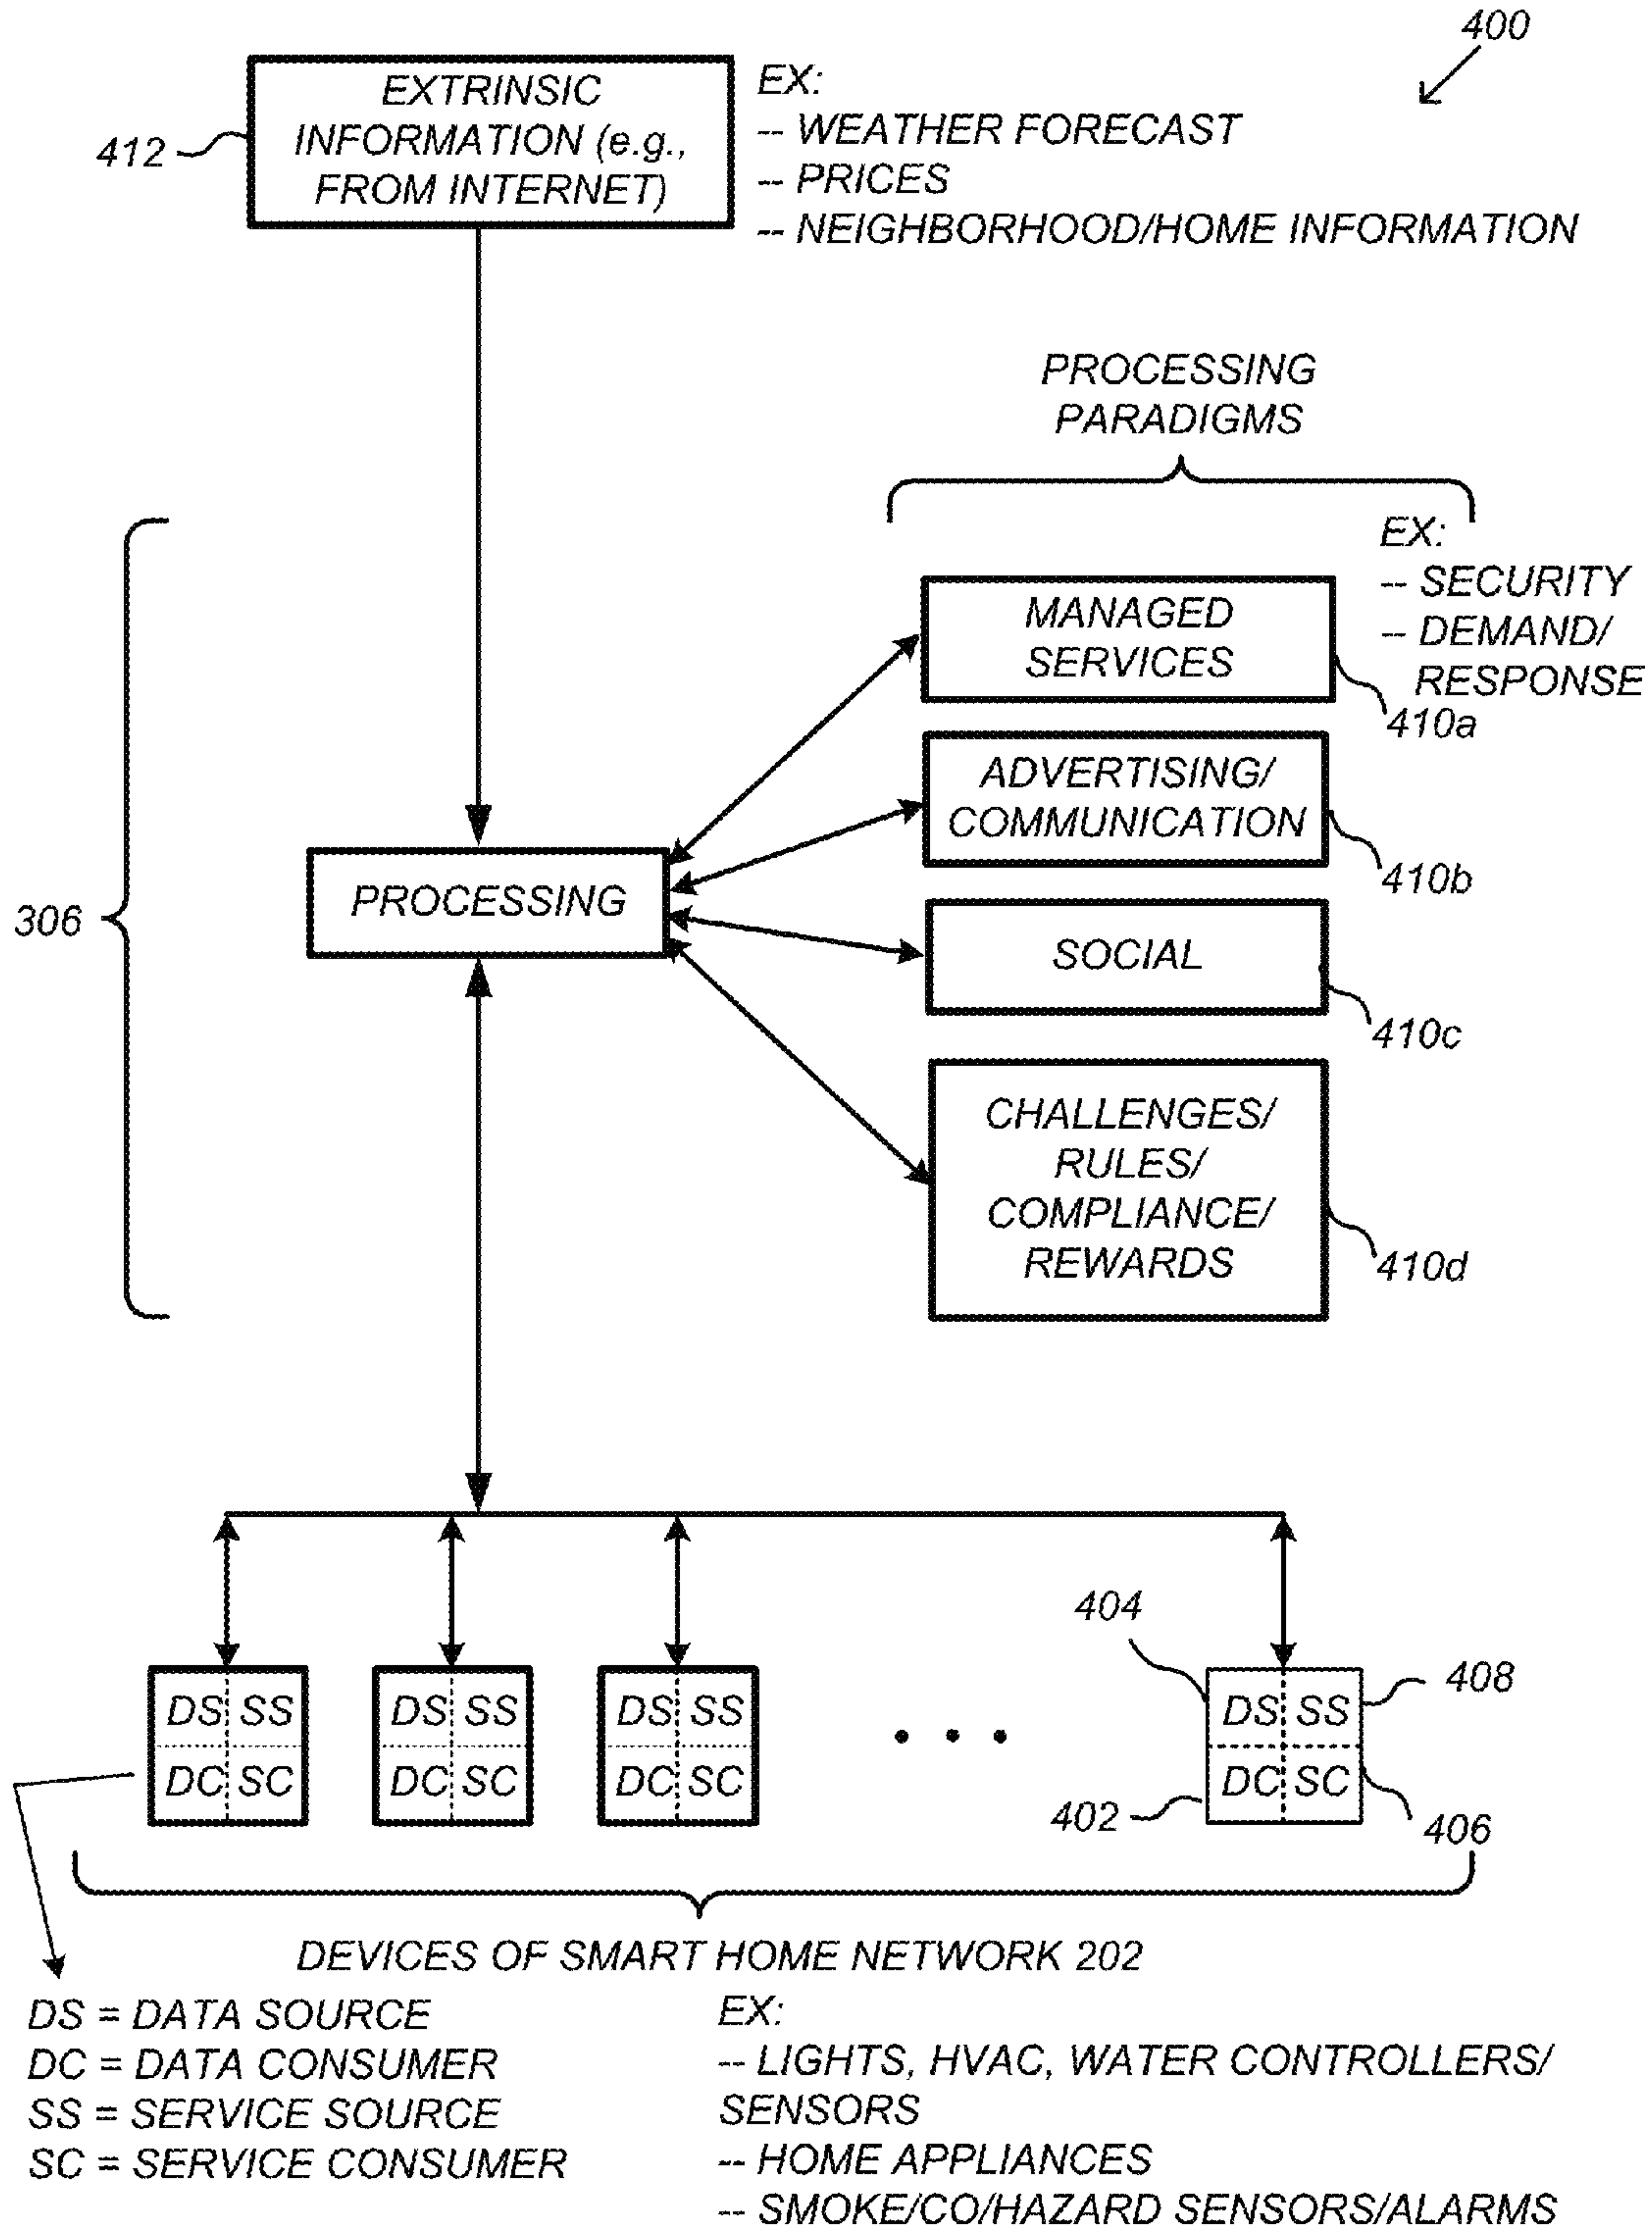 400
EXTRINSIC
INFORMATION (e.g.,
FROM INTERNET)
412
EX:
-- WEATHER FORECAST
-- PRICES
-- NEIGHBORHOOD/HOME INFORMATION
PROCESSING
PARADIGMS
EX:
-- SECURITY
-- DEMAND/
RESPONSE
MANAGED
SERVICES
410a
ADVERTISING/
COMMUNICATION
410b
306
PROCESSING
SOCIAL
410c
CHALLENGES/
RULES/
COMPLIANCE/
REWARDS
410d
404
408
DS SS
DC SC
DS SS
DC SC
DS SS
DC SC
. . .
DS SS
DC SC
402
406
DEVICES OF SMART HOME NETWORK 202
DS = DATA SOURCE
DC = DATA CONSUMER
SS = SERVICE SOURCE
SC = SERVICE CONSUMER
EX:
-- LIGHTS, HVAC, WATER CONTROLLERS/
SENSORS
-- HOME APPLIANCES
-- SMOKE/CO/HAZARD SENSORS/ALARMS